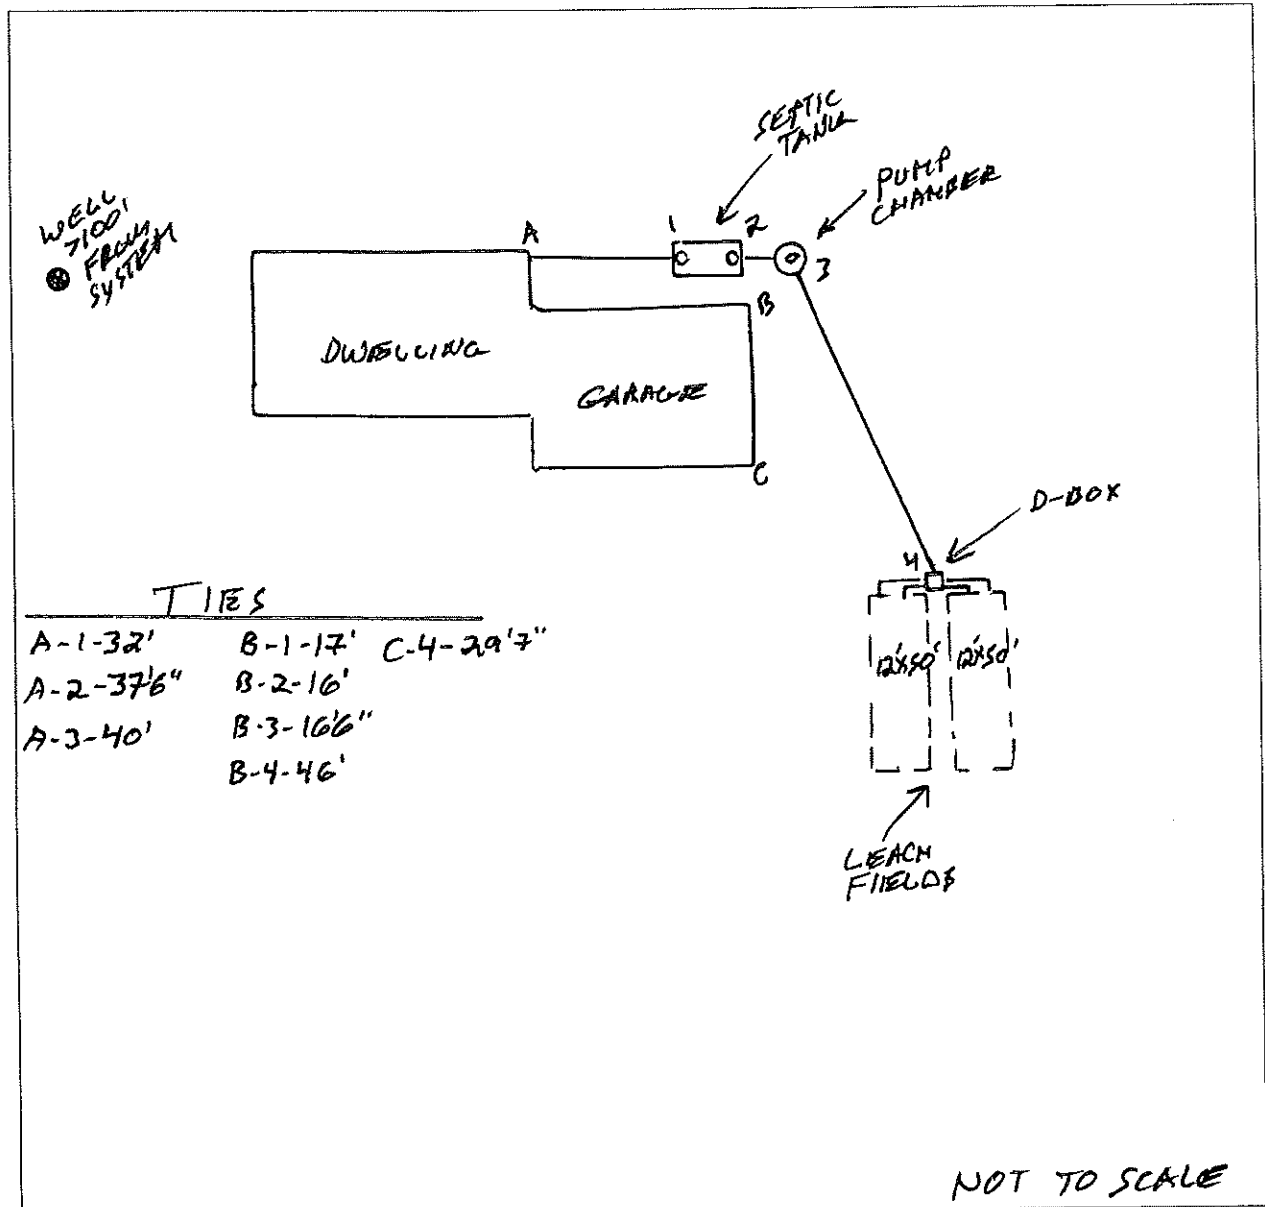 SEPTIC
TANK
PUMP
CHAMBER
WELL
>100'
FROM
SYSTEM
A
1
2
3
B
DWELLING
GARAGE
C
D-BOX
4
TIES
A-1-32' B-1-17' C-4-29'7"
A-2-37'6" B-2-16'
A-3-40' B-3-16'6"
B-4-46'
12'x50' 12'x50'
LEACH
FIELDS
NOT TO SCALE